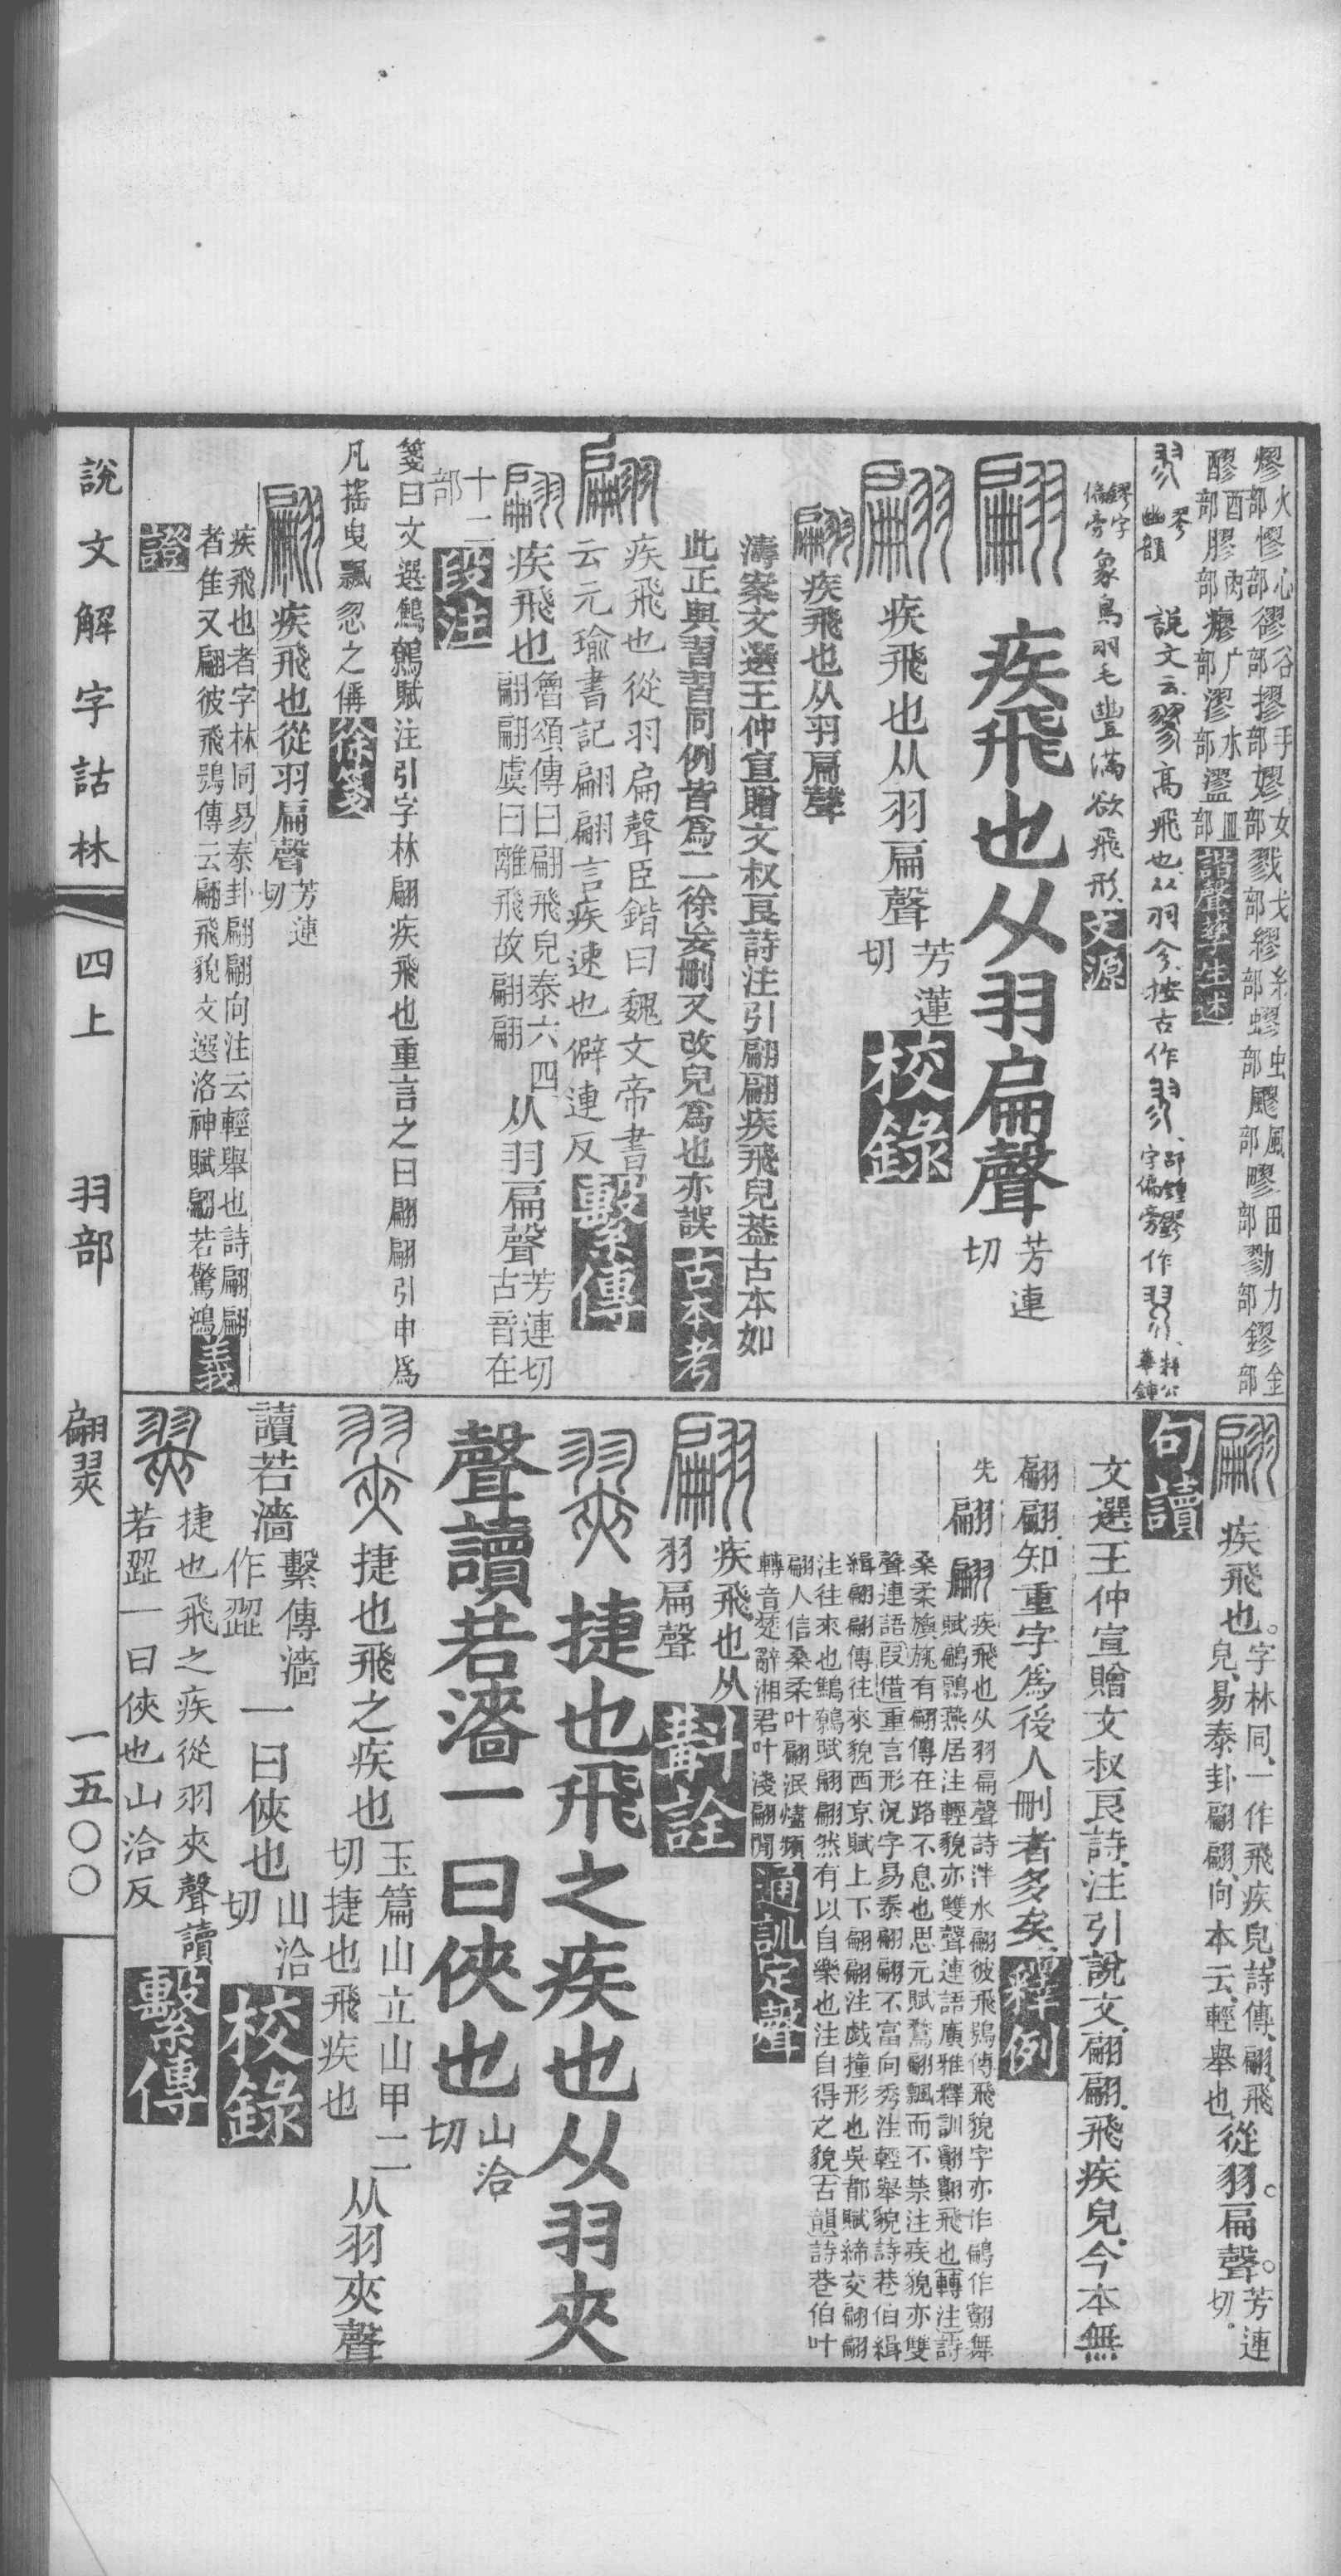 熮火部憀心部豂谷部摎手部嫪女部戮戈部繆糸部蟉虫部飂風部疁田部勠力部鏐金部
醪酉部膠肉部瘳广部漻水部盭皿部諧聲孳生述
翏幽韻說文云翏高飛也从羽㐱按古作翏部鐘鏐字偏旁作翏邾公華鐘
鏐字偏旁象鳥羽毛豐滿欲飛形文源
翩疾飛也从羽扁聲芳連切
翩疾飛也从羽扁聲芳蓮切校錄
翩疾飛也从羽扁聲
濤案文選王仲宣贈文叔良詩注引翩翩疾飛皃葢古本如
此正與習習同例皆爲二徐妄刪又改皃爲也亦誤古本考
翩疾飛也從羽扁聲臣鍇曰魏文帝書
云元瑜書記翩翩言疾速也僻連反繫傳
翩疾飛也魯頌傳曰翩飛皃泰六四翩翩虞曰離飛故翩翩从羽扁聲芳連切古音在
十二部段注
箋曰文選鷦鷯賦注引字林翩疾飛也重言之曰翩翩引申爲
凡搖曳飄忽之偁徐箋
翩疾飛也從羽扁聲芳連切
疾飛也者字林同易泰卦翩翩向注云輕舉也詩翩翩
者隹又翩彼飛鴞傳云翩飛貌文選洛神賦翩若驚鴻義
證
翩疾飛也字林同一作飛疾皃詩傳翩飛皃易泰卦翩翩向本云輕舉也從羽扁聲芳連切
句讀
文選王仲宣贈文叔良詩注引說文翩翩飛疾皃今本無
翩翩知重字爲後人刪者多矣釋例
先翩翩疾飛也从羽扁聲詩泮水翩彼飛鴞傳飛貌字亦作鶣作翾舞
賦鶣䴘燕居注輕貌亦雙聲連語廣雅釋訓翾翾飛也轉注詩
桑柔旟旐有翩傳在路不息也思元賦鶩翩飄而不禁注疾貌亦雙
聲連語叚借重言形況字易泰翩翩不富向秀注輕舉貌詩巷伯緝
緝翩翩傳往來貌西京賦上下翩翩注戲撞形也吳都賦締交翩翩
注往來也鷦鷯賦翩翩然有以自樂也注自得之貌古韻詩巷伯叶
翩人信桑柔叶翩泯燼頻
轉音楚辭湘君叶淺翩閒通訓定聲
翩疾飛也从
羽扁聲斠詮
翜捷也飛之疾也从羽夾
聲讀若濇一曰俠也山洽切
翜捷也飛之疾也玉篇山立山甲二切捷也飛疾也从羽夾聲
讀若濇繫傳濇作歰一曰俠也山洽切校錄
翜捷也飛之疾從羽夾聲讀
若歰一曰俠也山洽反繫傳
說文解字詁林 四上 羽部 翩翜 一五〇〇